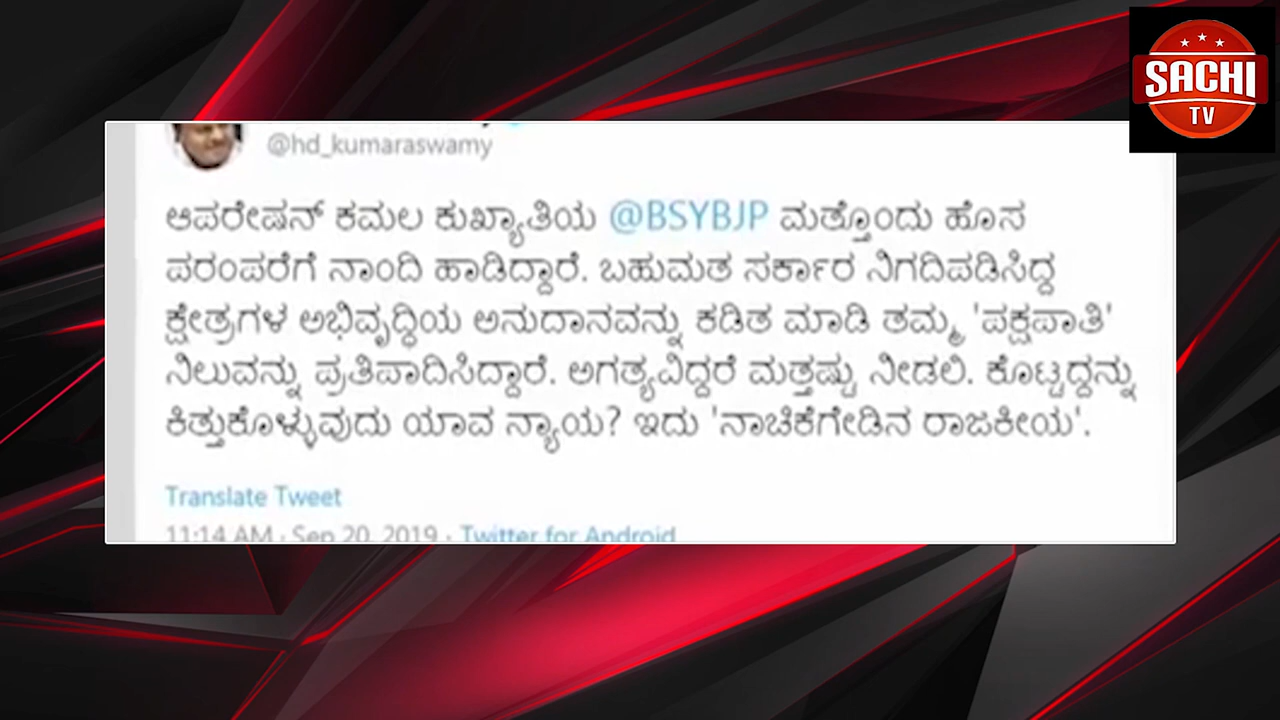 SACHI
TV
@hd_kumaraswamy
ಆಪರೇಷನ್ ಕಮಲ ಕುಖ್ಯಾತಿಯ @BSYBJP ಮತ್ತೊಂದು ಹೊಸ
ಪರಂಪರೆಗೆ ನಾಂದಿ ಹಾಡಿದ್ದಾರೆ. ಬಹುಮತ ಸರ್ಕಾರ ನಿಗದಿಪಡಿಸಿದ್ದ
ಕ್ಷೇತ್ರಗಳ ಅಭಿವೃದ್ಧಿಯ ಅನುದಾನವನ್ನು ಕಡಿತ ಮಾಡಿ ತಮ್ಮ 'ಪಕ್ಷಪಾತಿ'
ನಿಲುವನ್ನು ಪ್ರತಿಪಾದಿಸಿದ್ದಾರೆ. ಅಗತ್ಯವಿದ್ದರೆ ಮತ್ತಷ್ಟು ನೀಡಲಿ. ಕೊಟ್ಟದ್ದನ್ನು
ಕಿತ್ತುಕೊಳ್ಳುವುದು ಯಾವ ನ್ಯಾಯ? ಇದು 'ನಾಚಿಕೆಗೇಡಿನ ರಾಜಕೀಯ'.
Translate Tweet
11:14 AM · Sep 20, 2019 · Twitter for Android